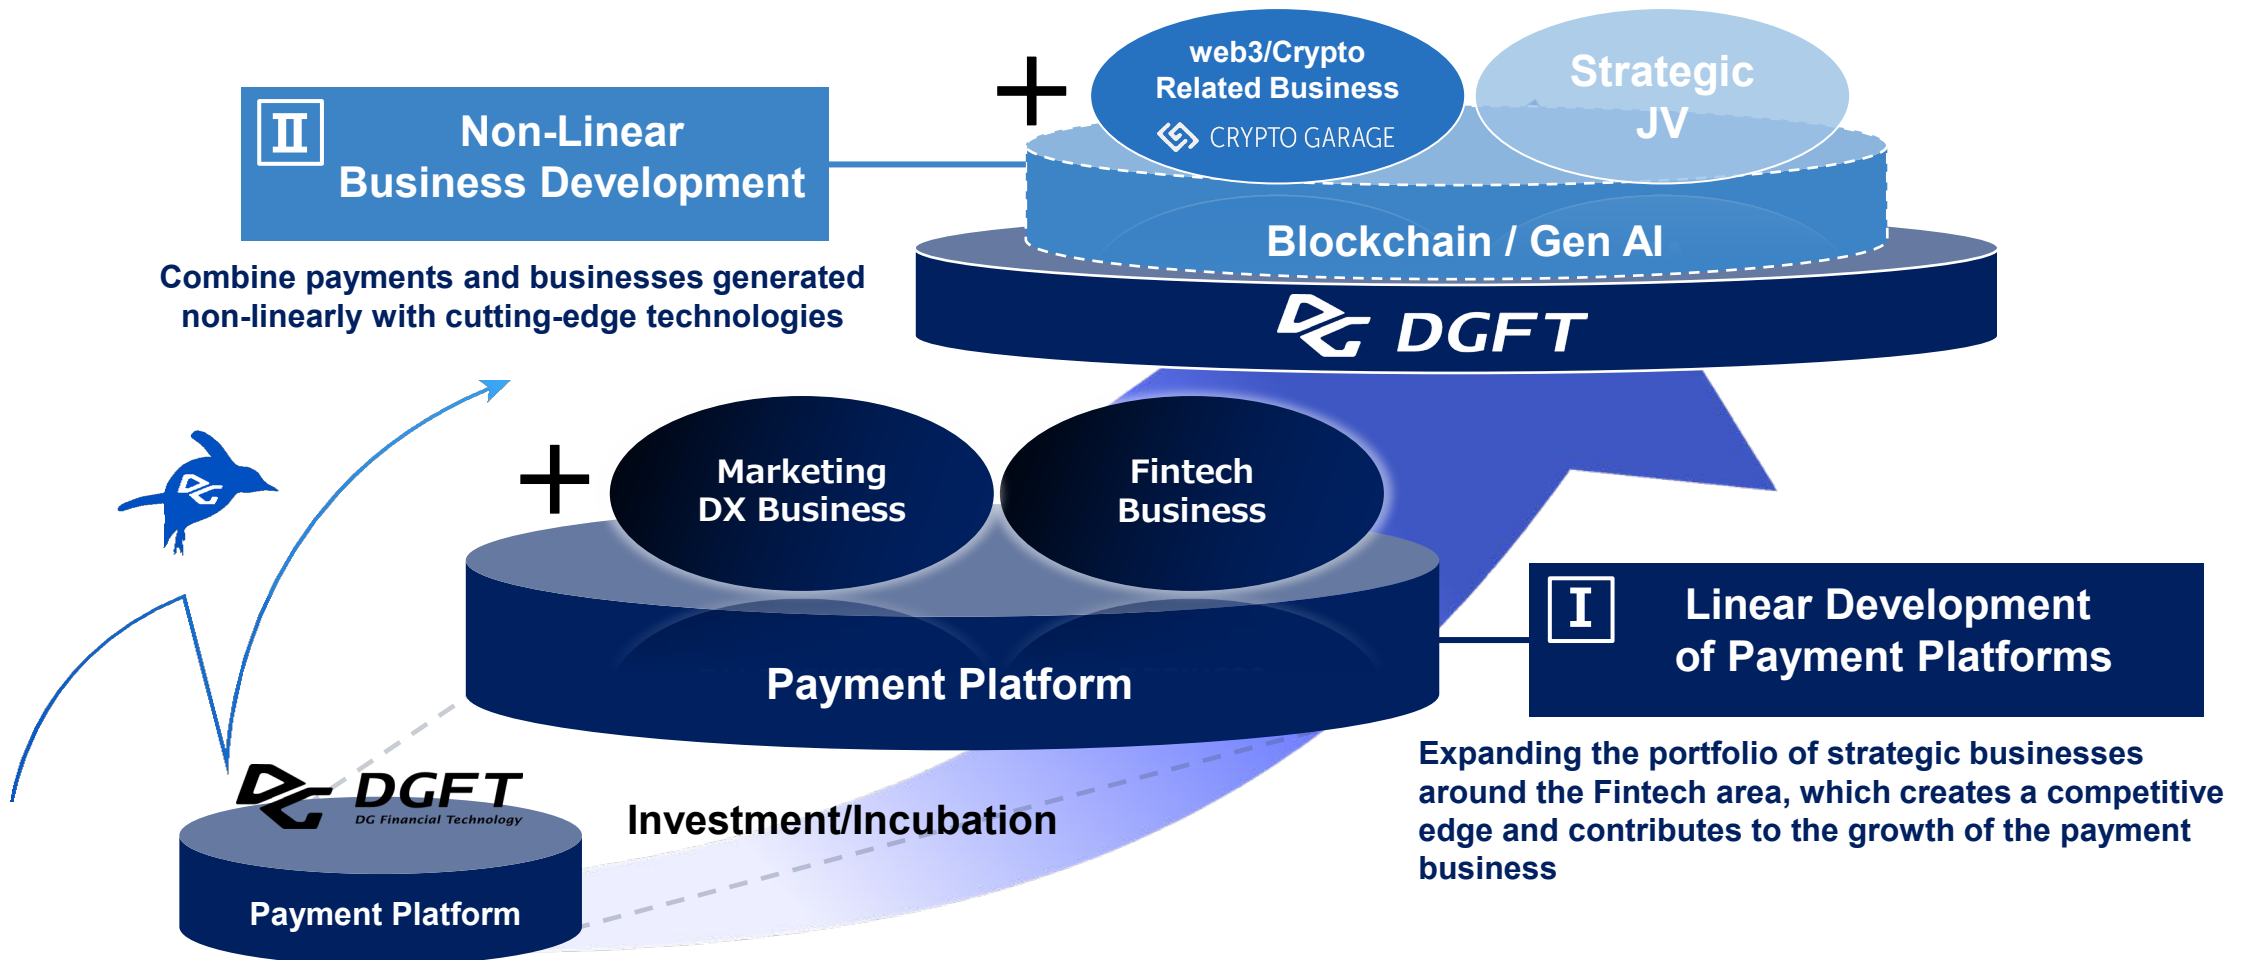 web3/Crypto
Related Business
CRYPTO GARAGE
Strategic
JV
II
Non-Linear
Business Development
Blockchain / Gen AI
Combine payments and businesses generated
non-linearly with cutting-edge technologies
DGFT
Marketing
DX Business
Fintech
Business
I
Linear Development
of Payment Platforms
Payment Platform
Expanding the portfolio of strategic businesses
around the Fintech area, which creates a competitive
edge and contributes to the growth of the payment
business
DGFT
DG Financial Technology
Investment/Incubation
Payment Platform